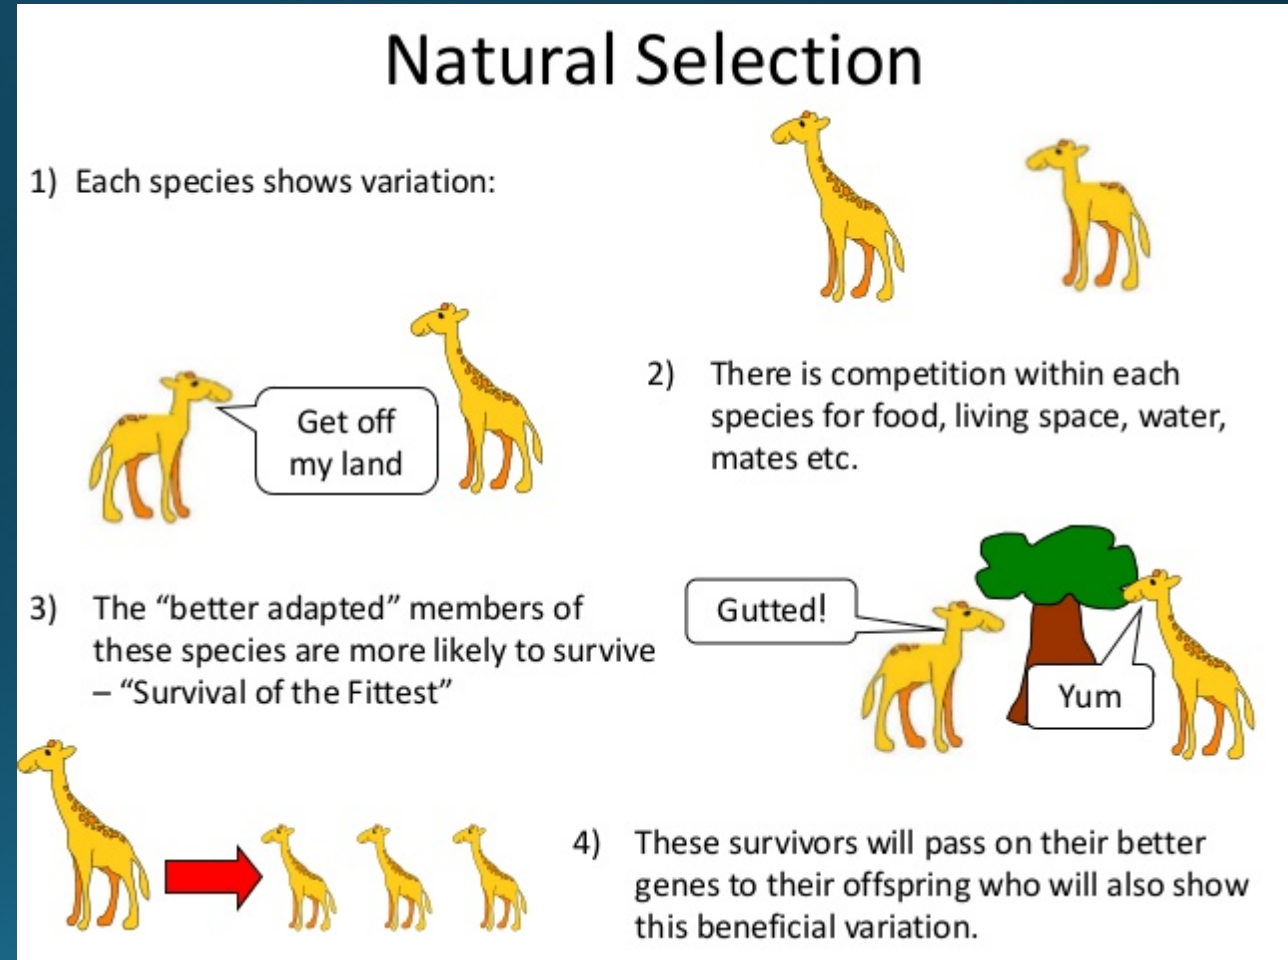 Natural Selection
1) Each species shows variation:
Get off
my land
2) There is competition within each
species for food, living space, water,
mates etc.
3) The “better adapted” members of
these species are more likely to survive
– “Survival of the Fittest”
Gutted!
Yum
4) These survivors will pass on their better
genes to their offspring who will also show
this beneficial variation.